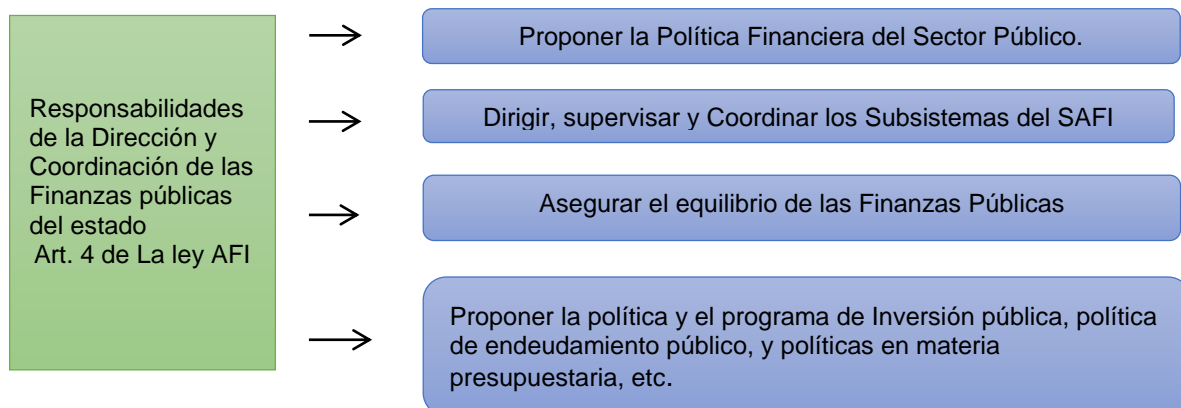 Responsabilidades
de la Dirección y
Coordinación de las
Finanzas públicas
del estado
Art. 4 de La ley AFI
Proponer la Política Financiera del Sector Público.
Dirigir, supervisar y Coordinar los Subsistemas del SAFI
Asegurar el equilibrio de las Finanzas Públicas
Proponer la política y el programa de Inversión pública, política
de endeudamiento público, y políticas en materia
presupuestaria, etc.